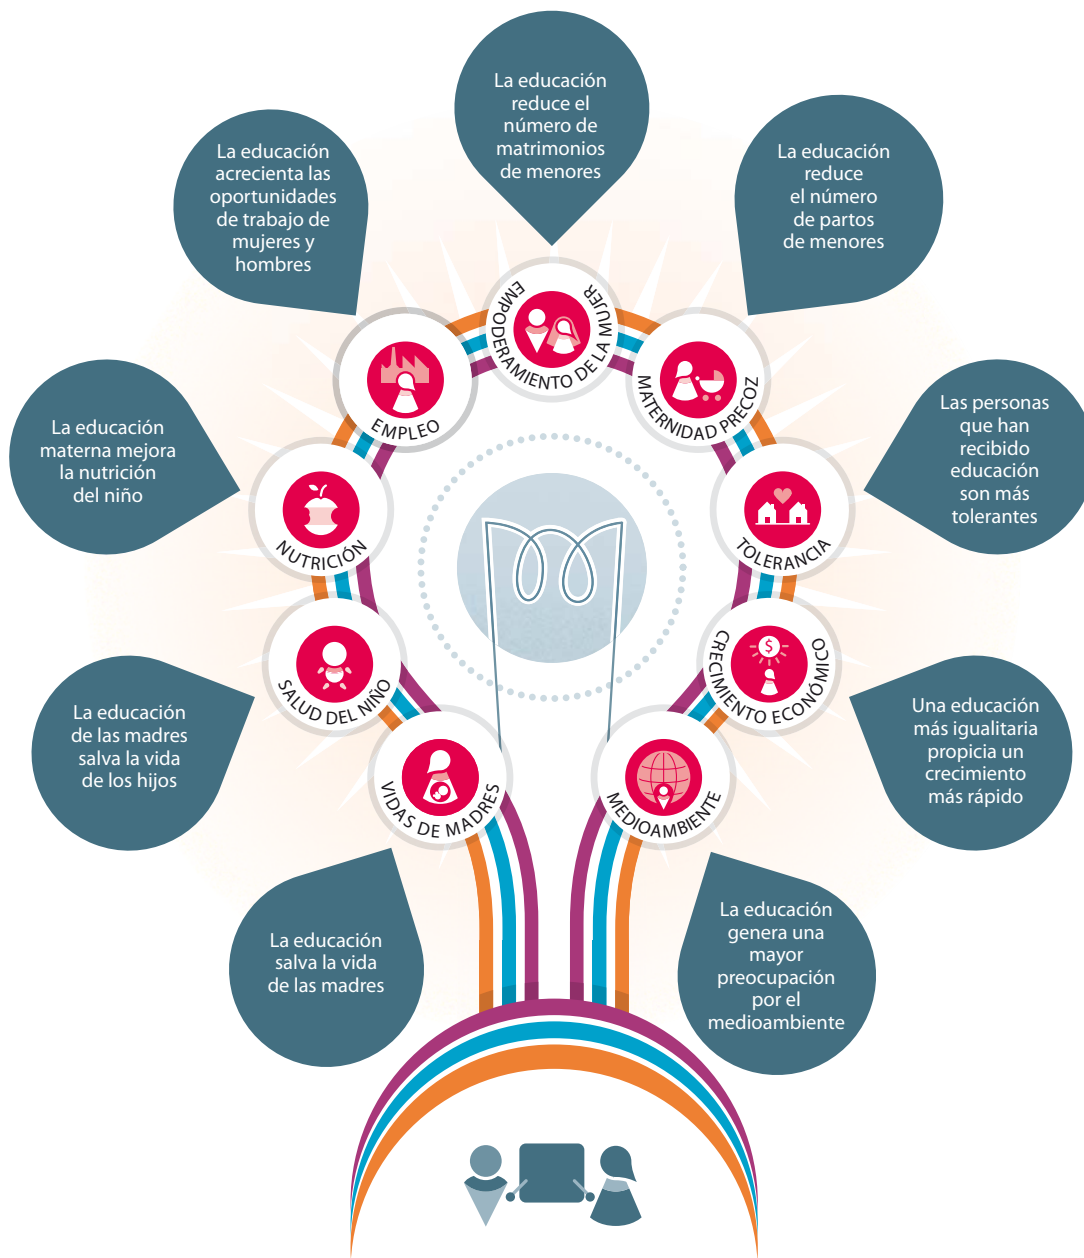 La educación
reduce el
número de
matrimonios
de menores
La educación
acrecienta las
oportunidades
de trabajo de
mujeres y
hombres
La educación
reduce
el número
de partos
de menores
EMPODERAMIENTO DE LA MUJER
EMPLEO
MATERNIDAD PRECOZ
La educación
materna mejora
la nutrición
del niño
Las personas
que han
recibido
educación
son más
tolerantes
NUTRICIÓN
TOLERANCIA
SALUD DEL NIÑO
CRECIMIENTO ECONÓMICO
$
La educación
de las madres
salva la vida
de los hijos
Una educación
más igualitaria
propicia un
crecimiento
más rápido
VIDAS DE MADRES
MEDIOAMBIENTE
La educación
salva la vida
de las madres
La educación
genera una
mayor
preocupación
por el
medioambiente